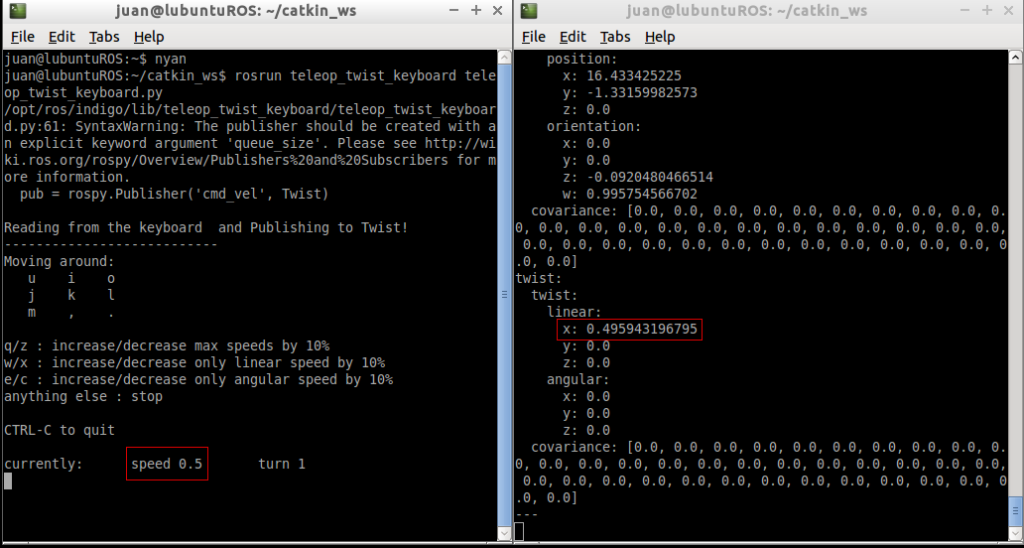 juan@lubuntuROS: ~/catkin_ws
File Edit Tabs Help
juan@lubuntuROS:~$ nyan
juan@lubuntuROS:~/catkin_ws$ rosrun teleop_twist_keyboard tele
op_twist_keyboard.py
/opt/ros/indigo/lib/teleop_twist_keyboard/teleop_twist_keyboar
d.py:61: SyntaxWarning: The publisher should be created with a
n explicit keyword argument 'queue_size'. Please see http://wi
ki.ros.org/rospy/Overview/Publishers%20and%20Subscribers for m
ore information.
  pub = rospy.Publisher('cmd_vel', Twist)
Reading from the keyboard  and Publishing to Twist!
---------------------------
Moving around:
   u    i    o
   j    k    l
   m    ,    .
q/z : increase/decrease max speeds by 10%
w/x : increase/decrease only linear speed by 10%
e/c : increase/decrease only angular speed by 10%
anything else : stop
CTRL-C to quit
currently:      speed 0.5       turn 1
juan@lubuntuROS: ~/catkin_ws
File Edit Tabs Help
    position:
      x: 16.433425225
      y: -1.33159982573
      z: 0.0
    orientation:
      x: 0.0
      y: 0.0
      z: -0.0920480466514
      w: 0.995754566702
  covariance: [0.0, 0.0, 0.0, 0.0, 0.0, 0.0, 0.0, 0.0, 0.0, 0.
0, 0.0, 0.0, 0.0, 0.0, 0.0, 0.0, 0.0, 0.0, 0.0, 0.0, 0.0, 0.0,
 0.0, 0.0, 0.0, 0.0, 0.0, 0.0, 0.0, 0.0, 0.0, 0.0, 0.0, 0.0, 0
.0, 0.0]
twist:
  twist:
    linear:
      x: 0.495943196795
      y: 0.0
      z: 0.0
    angular:
      x: 0.0
      y: 0.0
      z: 0.0
  covariance: [0.0, 0.0, 0.0, 0.0, 0.0, 0.0, 0.0, 0.0, 0.0, 0.
0, 0.0, 0.0, 0.0, 0.0, 0.0, 0.0, 0.0, 0.0, 0.0, 0.0, 0.0, 0.0,
 0.0, 0.0, 0.0, 0.0, 0.0, 0.0, 0.0, 0.0, 0.0, 0.0, 0.0, 0.0, 0
.0, 0.0]
---